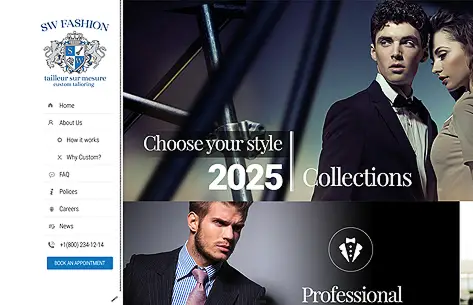 SW FASHION
SW
tailleur sur mesure
custom tailoring
Home
About Us
How it works
Why Custom?
FAQ
Polices
Careers
News
+1(800) 234-12-14
BOOK AN APPOINTMENT
Choose your style
2025
Collections
Professional